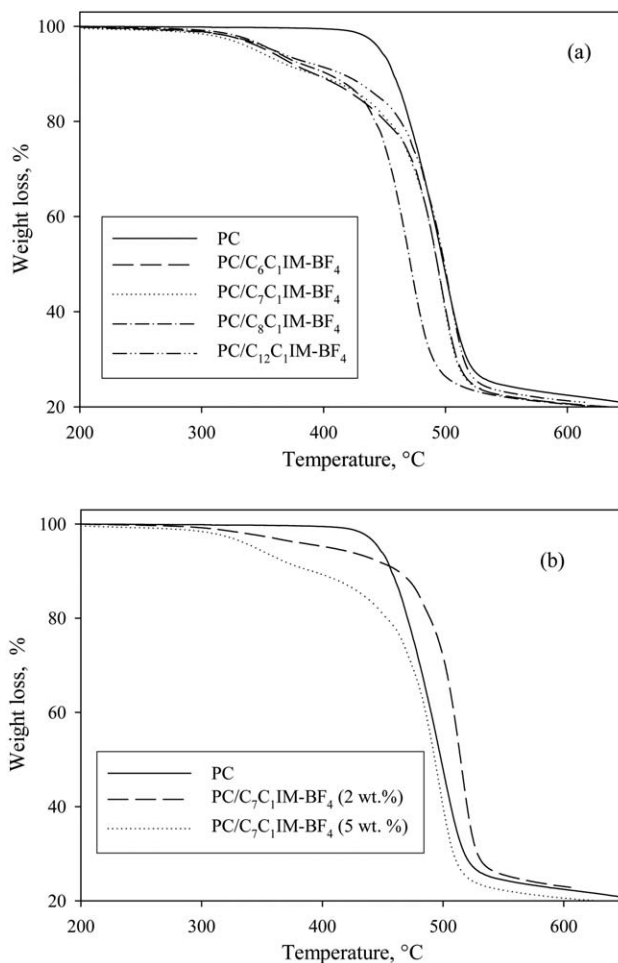 (a)
100
80
60
40
20
Weight loss, %
PC
PC/C₆C₁IM-BF₄
PC/C₇C₁IM-BF₄
PC/C₈C₁IM-BF₄
PC/C₁₂C₁IM-BF₄
200 300 400 500 600
Temperature, °C
(b)
100
80
60
40
20
Weight loss, %
PC
PC/C₇C₁IM-BF₄ (2 wt.%)
PC/C₇C₁IM-BF₄ (5 wt. %)
200 300 400 500 600
Temperature, °C